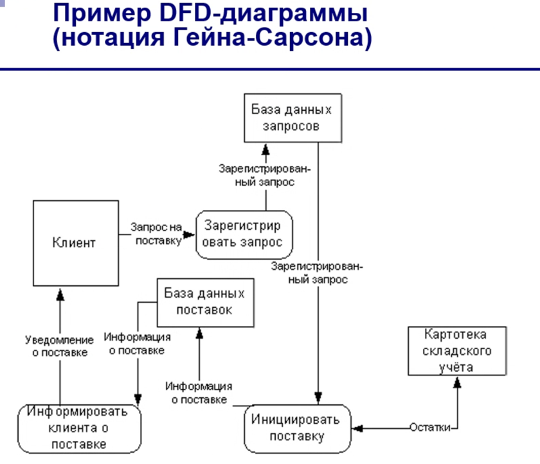 Пример DFD-диаграммы
(нотация Гейна-Сарсона)
База данных
запросов
Зарегистрирован-
ный запрос
Клиент
Запрос на
поставку
Зарегистрир
овать запрос
Зарегистрирован-
ный запрос
База данных
поставок
Уведомление
о поставке
Информация
о поставке
Картотека
складского
учёта
Информация
о поставке
Информировать
клиента о
поставке
Инициировать
поставку
Остатки